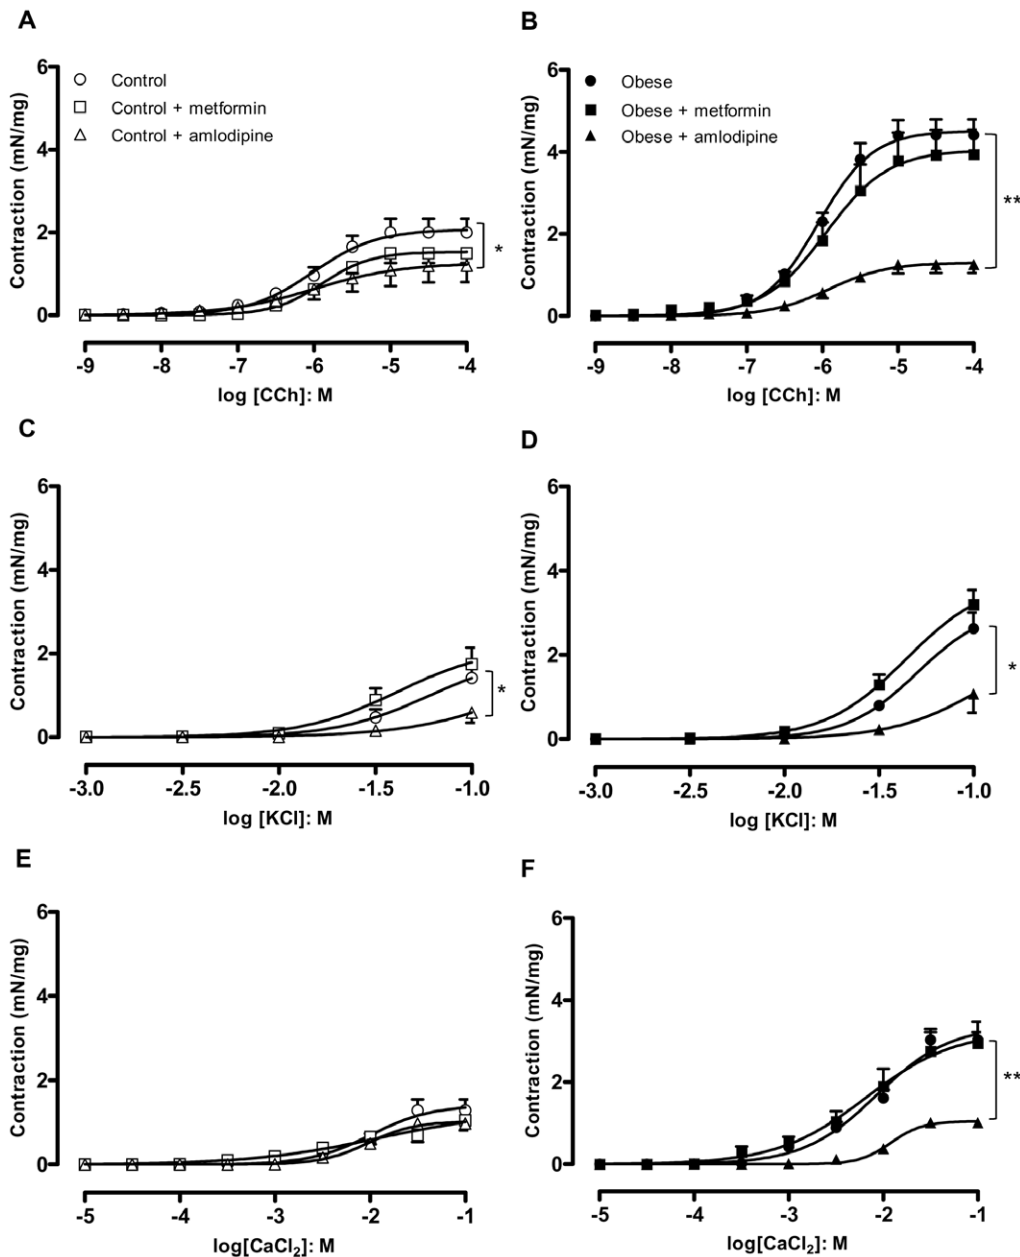 A
6
4
2
0
Contraction (mN/mg)
Control
Control + metformin
Control + amlodipine
*
-9
-8
-7
-6
-5
-4
log [CCh]: M
B
6
4
2
0
Contraction (mN/mg)
Obese
Obese + metformin
Obese + amlodipine
**
-9
-8
-7
-6
-5
-4
log [CCh]: M
C
6
4
2
0
Contraction (mN/mg)
*
-3.0
-2.5
-2.0
-1.5
-1.0
log [KCl]: M
D
6
4
2
0
Contraction (mN/mg)
*
-3.0
-2.5
-2.0
-1.5
-1.0
log [KCl]: M
E
6
4
2
0
Contraction (mN/mg)
-5
-4
-3
-2
-1
log[CaCl₂]: M
F
6
4
2
0
Contraction (mN/mg)
**
-5
-4
-3
-2
-1
log[CaCl₂]: M